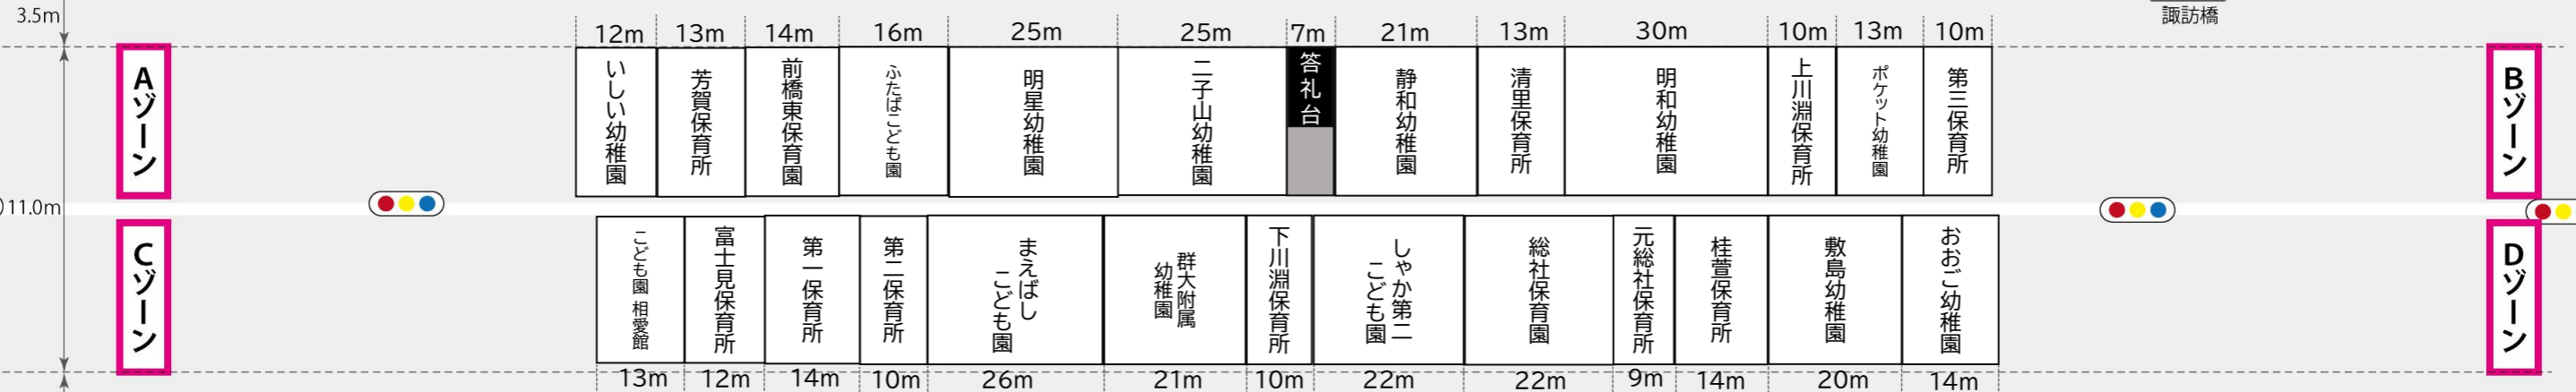 3.5m
諏訪橋
12m 13m 14m 16m 25m 25m 7m 21m 13m 30m 10m 13m 10m
Aゾーン
いしい幼稚園
芳賀保育所
前橋東保育園
ふたばこども園
明星幼稚園
二子山幼稚園
答礼台
静和幼稚園
清里保育所
明和幼稚園
上川淵保育所
ポケット幼稚園
第三保育所
Bゾーン
)11.0m
Cゾーン
こども園 相愛館
富士見保育所
第一保育所
第二保育所
まえばし
こども園
群大附属
幼稚園
下川淵保育所
しゃか第二
こども園
総社保育園
元総社保育所
桂萱保育所
敷島幼稚園
おおご幼稚園
Dゾーン
13m 12m 14m 10m 26m 21m 10m 22m 22m 9m 14m 20m 14m